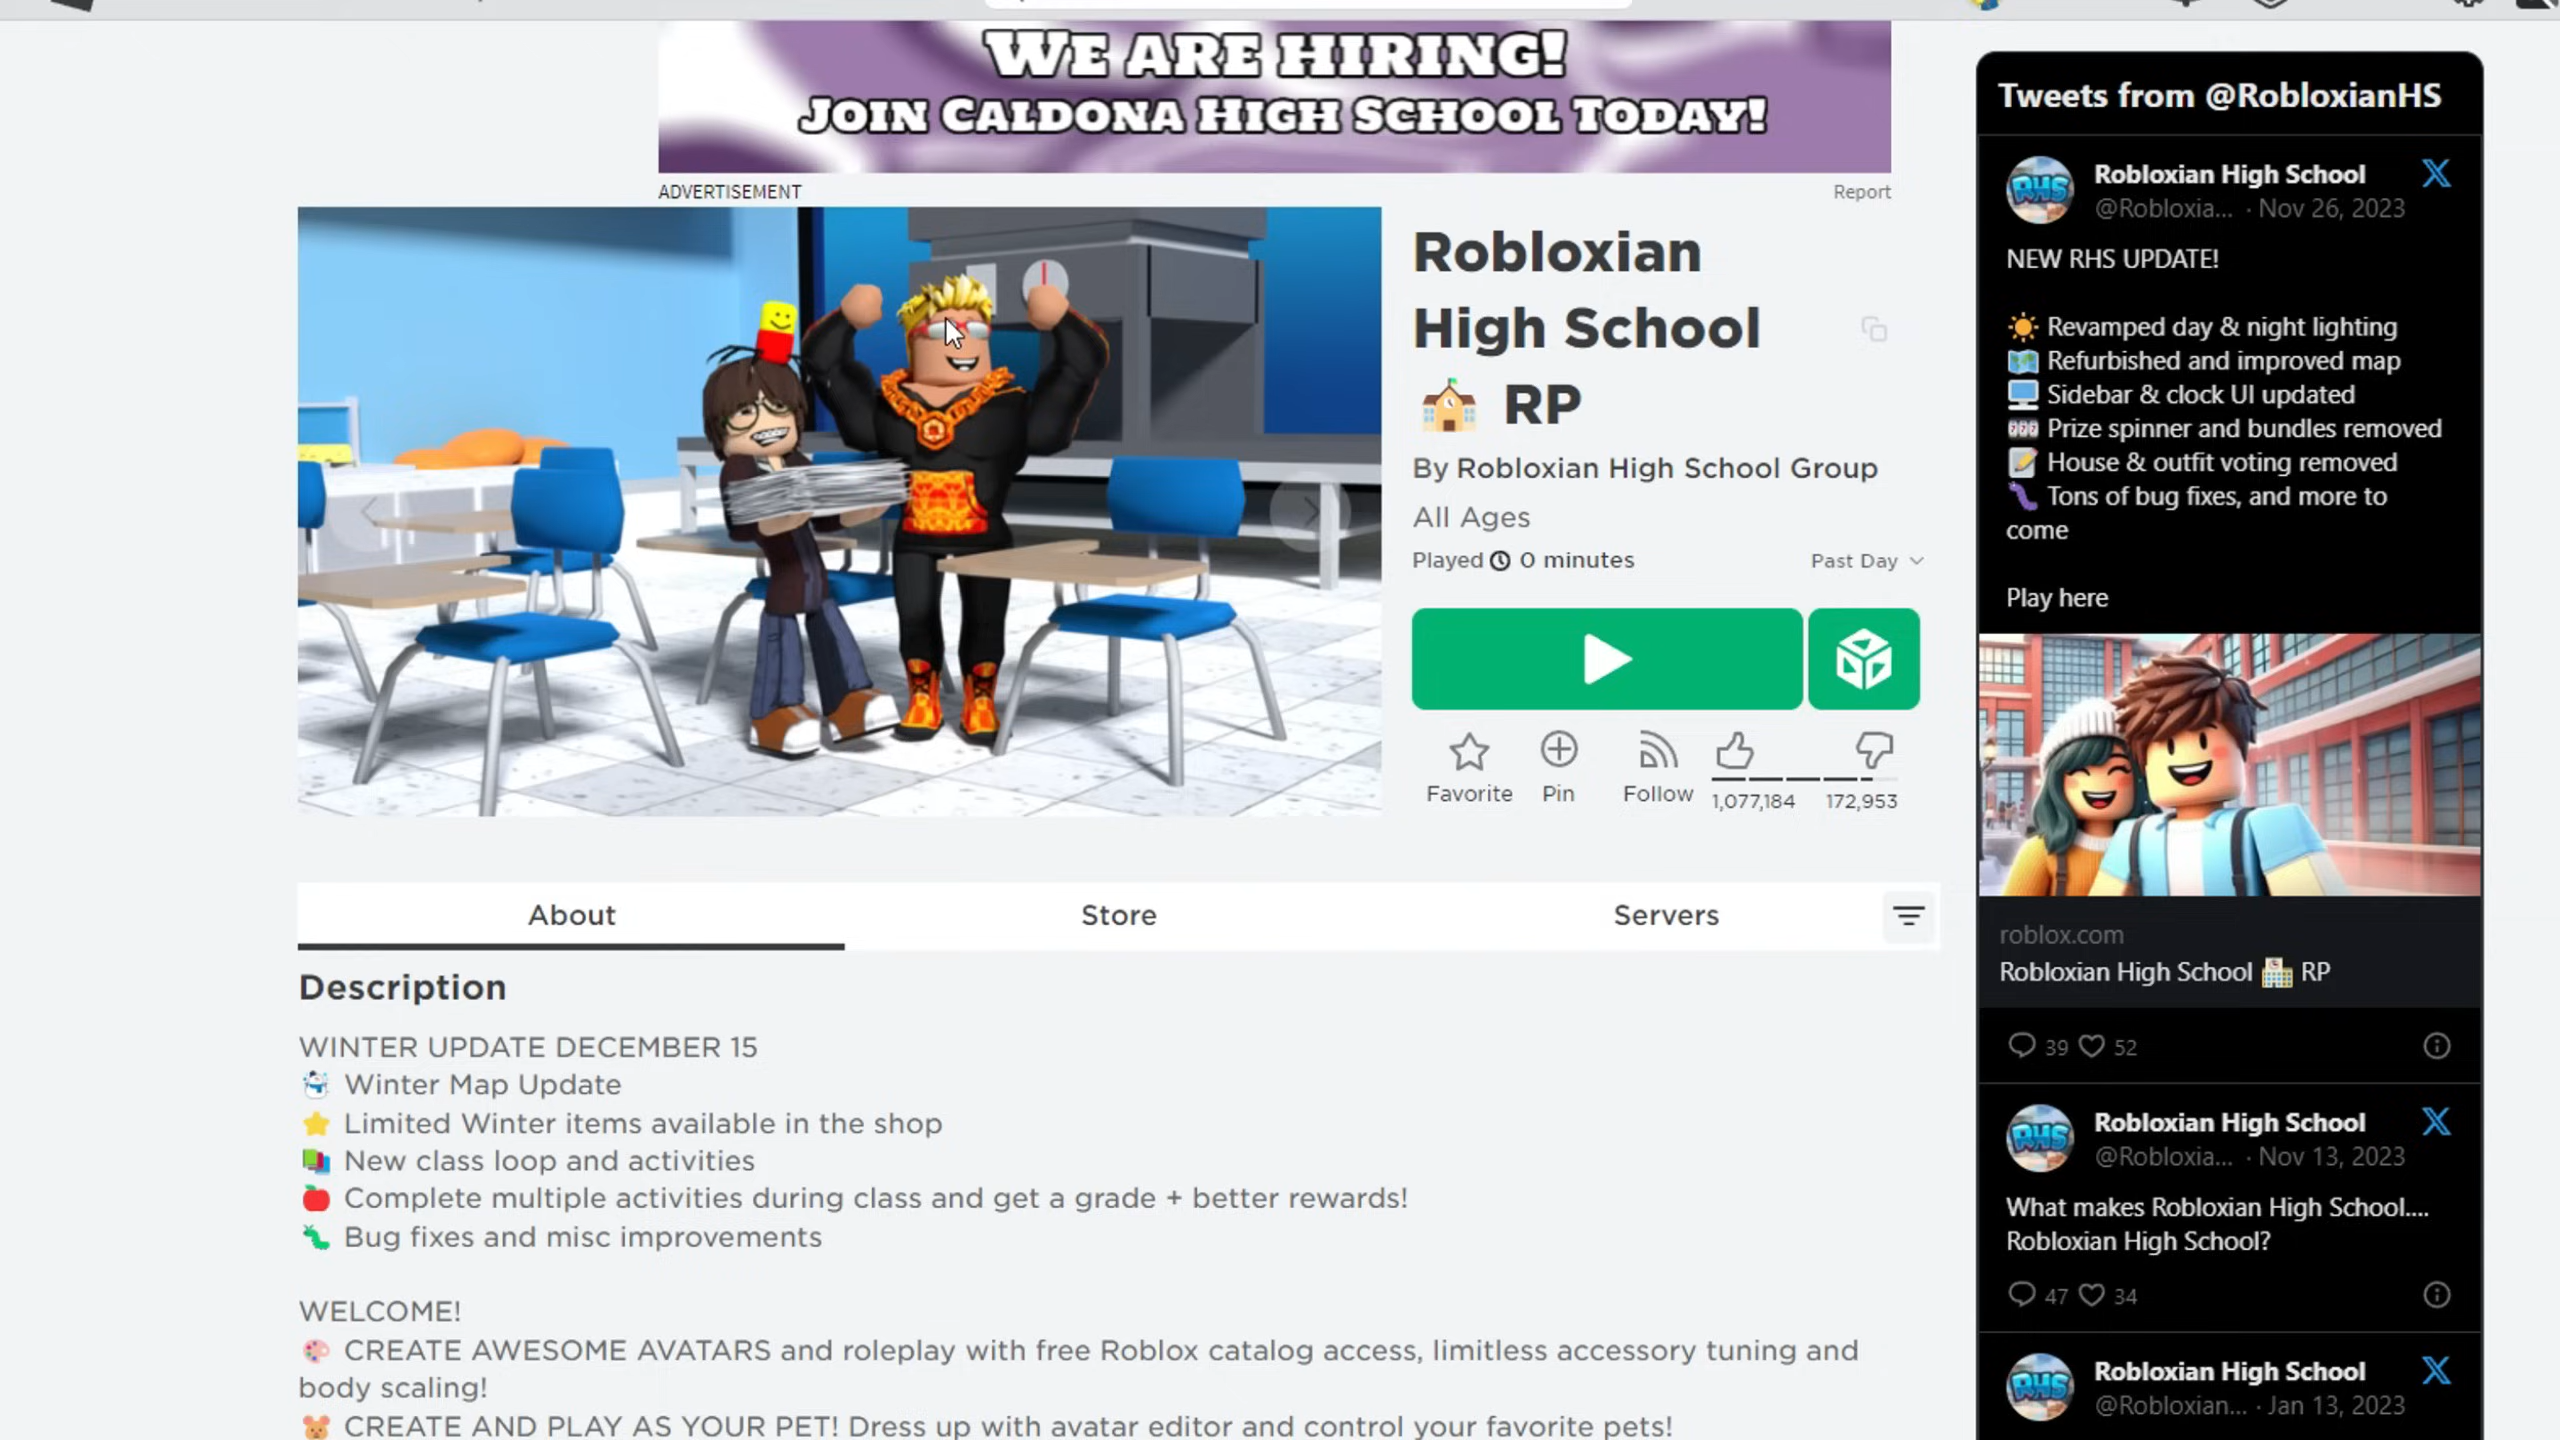 WE ARE HIRING!
JOIN CALDONA HIGH SCHOOL TODAY!
ADVERTISEMENT
Report
Robloxian
High School
🏫 RP
By Robloxian High School Group
All Ages
Played 0 minutes
Past Day
Favorite
Pin
Follow
1,077,184
172,953
About
Store
Servers
Description
WINTER UPDATE DECEMBER 15
⛄ Winter Map Update
⭐ Limited Winter items available in the shop
📚 New class loop and activities
🍎 Complete multiple activities during class and get a grade + better rewards!
🐛 Bug fixes and misc improvements
WELCOME!
🎨 CREATE AWESOME AVATARS and roleplay with free Roblox catalog access, limitless accessory tuning and
body scaling!
🐹 CREATE AND PLAY AS YOUR PET! Dress up with avatar editor and control your favorite pets!
Tweets from @RobloxianHS
Robloxian High School
@Robloxia... · Nov 26, 2023
NEW RHS UPDATE!
☀️ Revamped day & night lighting
🗺️ Refurbished and improved map
🖥️ Sidebar & clock UI updated
🎰 Prize spinner and bundles removed
📝 House & outfit voting removed
🐛 Tons of bug fixes, and more to
come
Play here
roblox.com
Robloxian High School 🏫 RP
39 52
RHS
Robloxian High School
@Robloxia... · Nov 13, 2023
What makes Robloxian High School....
Robloxian High School?
47 34
RHS
Robloxian High School
@Robloxian... · Jan 13, 2023
RHS